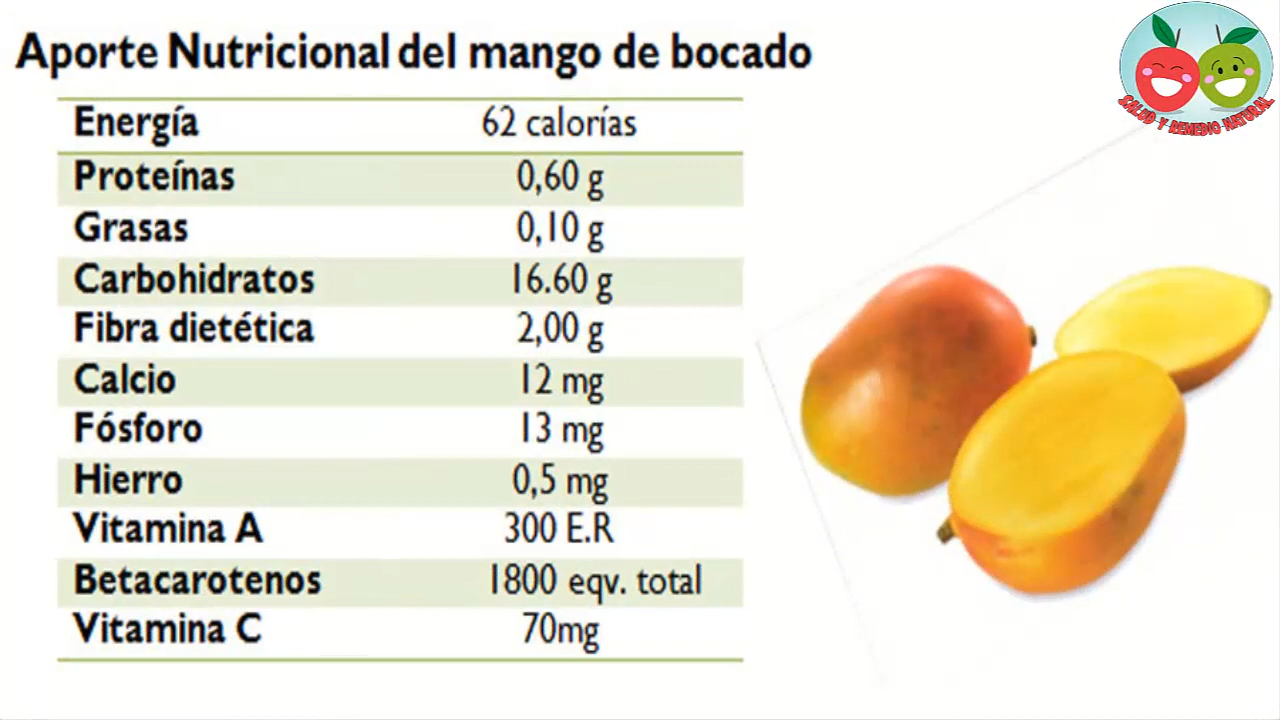 Aporte Nutricional del mango de bocado
SALUD Y REMEDIO NATURAL
Energía 62 calorías
Proteínas 0,60 g
Grasas 0,10 g
Carbohidratos 16.60 g
Fibra dietética 2,00 g
Calcio 12 mg
Fósforo 13 mg
Hierro 0,5 mg
Vitamina A 300 E.R
Betacarotenos 1800 eqv. total
Vitamina C 70mg